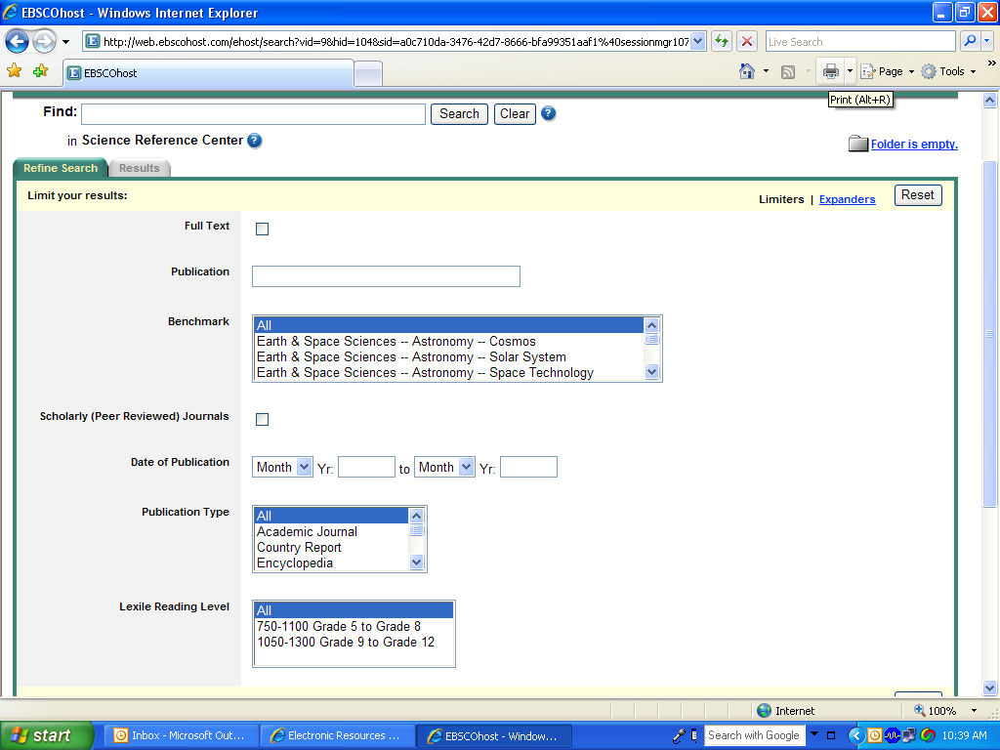 EBSCOhost - Windows Internet Explorer
http://web.ebscohost.com/ehost/search?vid=9&hid=104&sid=a0c710da-3476-42d7-8666-bfa99351aaf1%40sessionmgr107
Live Search
EBSCOhost
Page
Tools
Print (Alt+R)
Find:
Search
Clear
in Science Reference Center
Folder is empty.
Refine Search
Results
Limit your results:
Limiters | Expanders
Reset
Full Text
Publication
Benchmark
All
Earth & Space Sciences -- Astronomy -- Cosmos
Earth & Space Sciences -- Astronomy -- Solar System
Earth & Space Sciences -- Astronomy -- Space Technology
Scholarly (Peer Reviewed) Journals
Date of Publication
Month Yr: to Month Yr:
Publication Type
All
Academic Journal
Country Report
Encyclopedia
Lexile Reading Level
All
750-1100 Grade 5 to Grade 8
1050-1300 Grade 9 to Grade 12
Internet
100%
start
Inbox - Microsoft Out...
Electronic Resources ...
EBSCOhost - Window...
Search with Google
10:39 AM